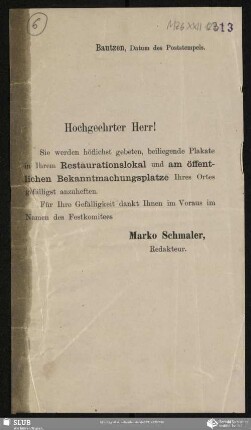 6
313
Bautzen, Datum des Poststempels.
Hochgeehrter Herr!
Sie werden höflichst gebeten, beiliegende Plakate
in Ihrem Restaurationslokal und am öffent-
lichen Bekanntmachungsplatze Ihres Ortes
gefälligst anzuheften.
Für Ihre Gefälligkeit dankt Ihnen im Voraus im
Namen des Festkomitees
Marko Schmaler,
Redakteur.
SLUB